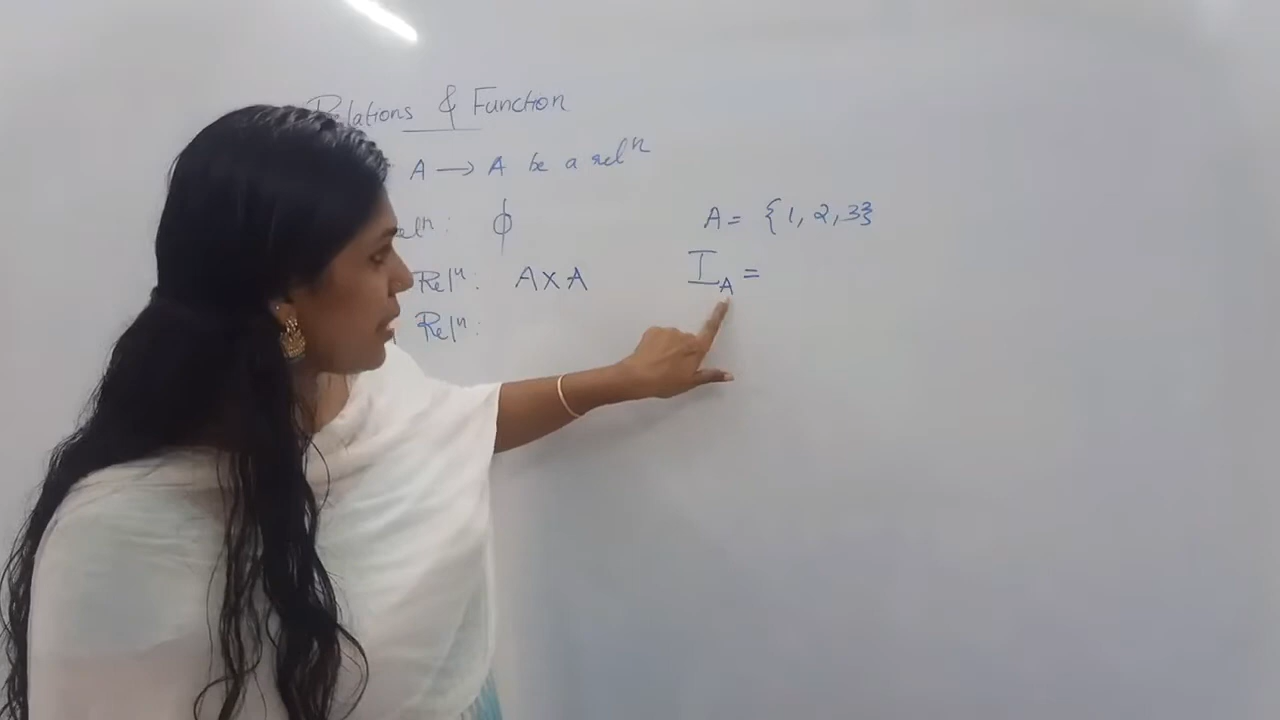 Relations & Function
A → A be a relⁿ
relⁿ: ϕ
Relⁿ: A×A
Relⁿ:
A = {1, 2, 3}
I_A =